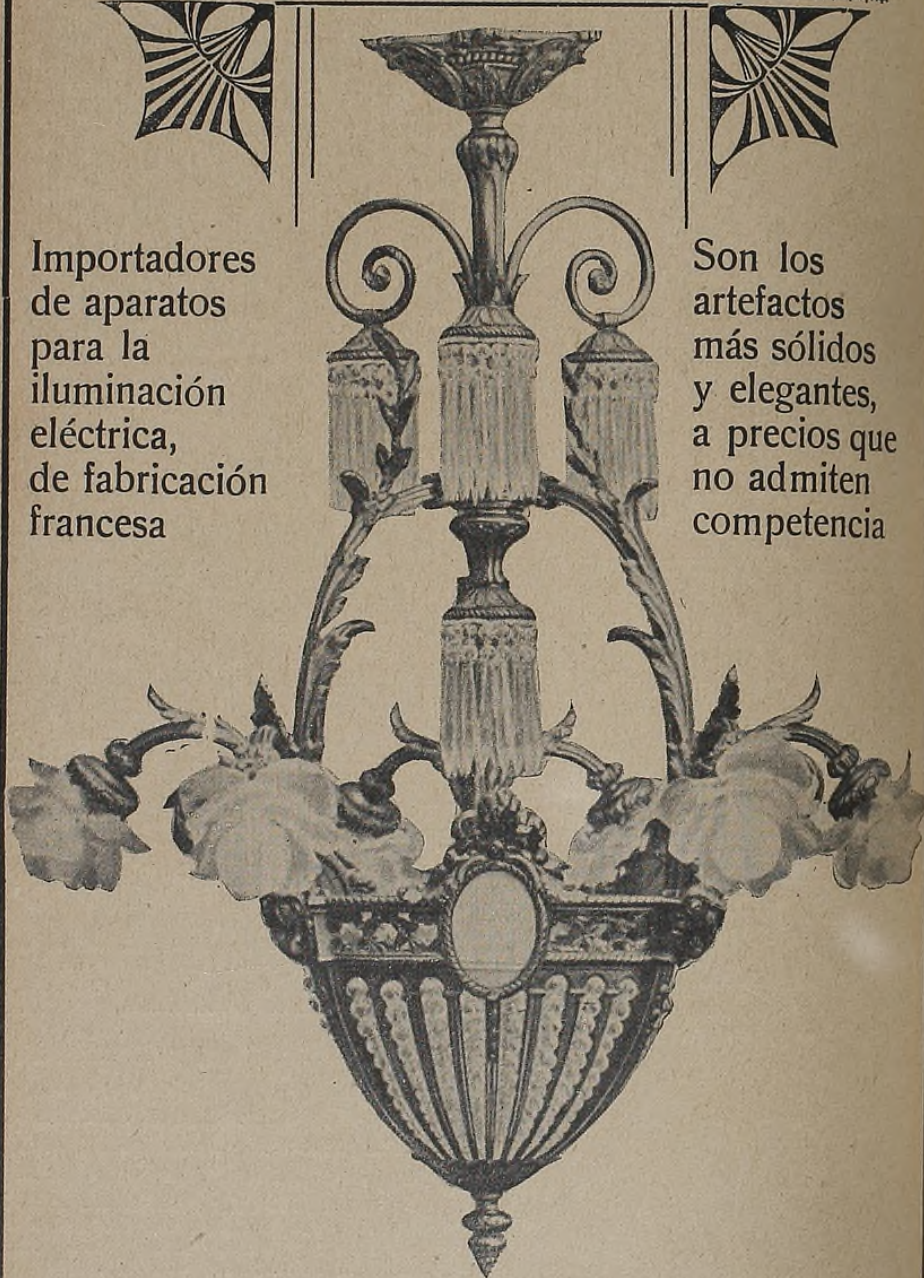 Importadores
de aparatos
para la
iluminación
eléctrica,
de fabricación
francesa
Son los
artefactos
más sólidos
y elegantes,
a precios que
no admiten
competencia